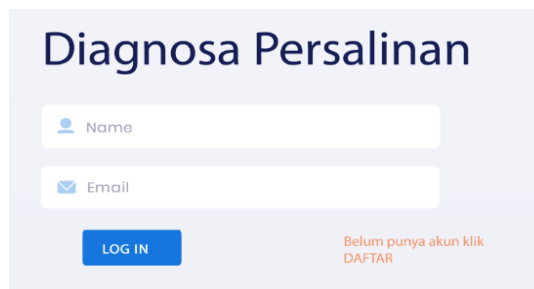 Diagnosa Persalinan
Name
Email
LOG IN
Belum punya akun klik
DAFTAR